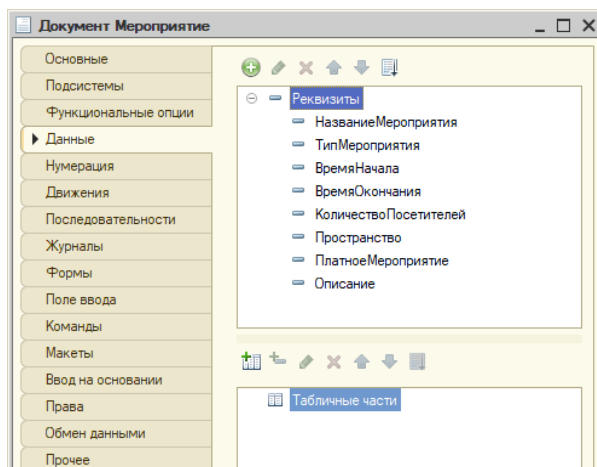 Документ Мероприятие
Основные
Подсистемы
Функциональные опции
Данные
Нумерация
Движения
Последовательности
Журналы
Формы
Поле ввода
Команды
Макеты
Ввод на основании
Права
Обмен данными
Прочее
Реквизиты
НазваниеМероприятия
ТипМероприятия
ВремяНачала
ВремяОкончания
КоличествоПосетителей
Пространство
ПлатноеМероприятие
Описание
Табличные части